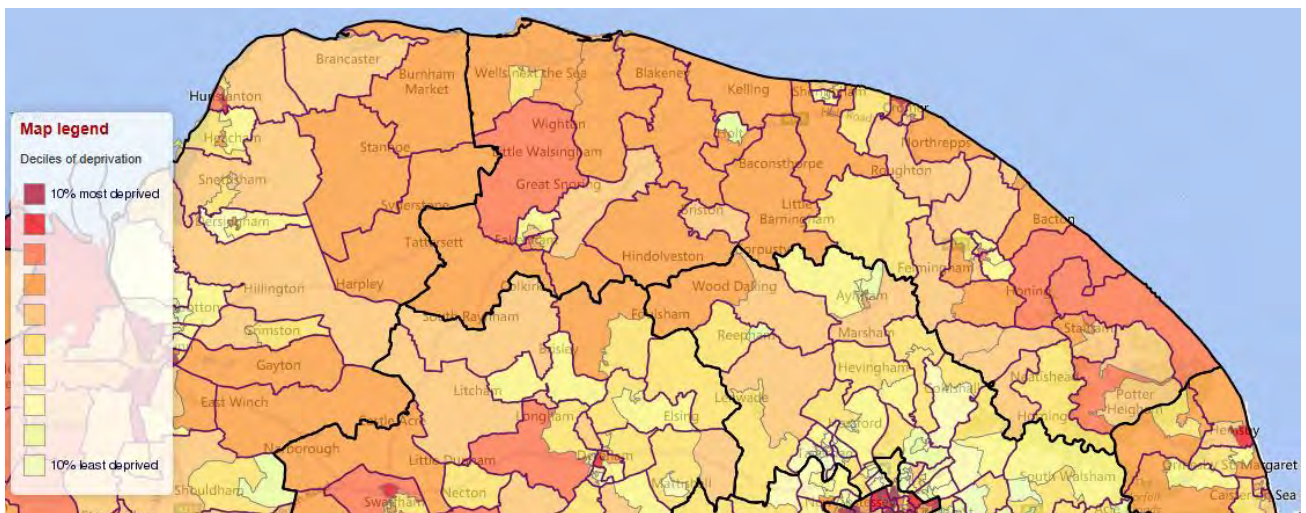 Brancaster
Burnham
Market
Wells next the Sea
Blakeney
Kelling
Sheringham
Cromer
Hunstanton
Map legend
Deciles of deprivation
10% most deprived
10% least deprived
Heacham
Stanhoe
Wighton
Little Walsingham
Great Snoring
Holt
Baconsthorpe
Northrepps
Roughton
Snettisham
Syderstone
Dersingham
Tattersett
Fakenham
Briston
Little
Barningham
Bacton
Corpusty
Hindolveston
Harpley
Hillington
Colkirk
Wood Dalling
Felmingham
Honing
Aylsham
South Raynham
Foulsham
Grimston
Brisley
Reepham
Marsham
Stalham
Gayton
Hevingham
Coltishall
Neatishead
Litcham
Lenwade
Potter
Heigham
East Winch
Castle Acre
Longham
Elsing
Horsford
Horning
Hemsby
Narborough
Little Dunham
Dereham
Ormesby St Margaret
Shouldham
Necton
Mattishall
South Walsham
Swaffham
Caister
Sea